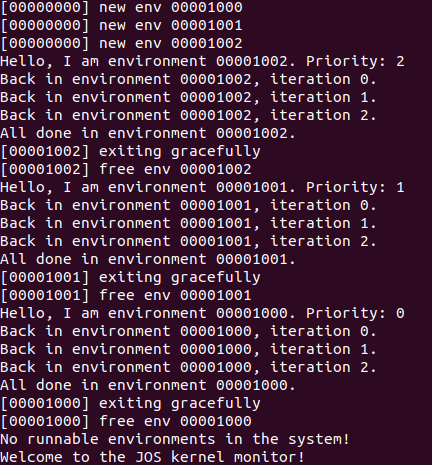 [00000000] new env 00001000
[00000000] new env 00001001
[00000000] new env 00001002
Hello, I am environment 00001002. Priority: 2
Back in environment 00001002, iteration 0.
Back in environment 00001002, iteration 1.
Back in environment 00001002, iteration 2.
All done in environment 00001002.
[00001002] exiting gracefully
[00001002] free env 00001002
Hello, I am environment 00001001. Priority: 1
Back in environment 00001001, iteration 0.
Back in environment 00001001, iteration 1.
Back in environment 00001001, iteration 2.
All done in environment 00001001.
[00001001] exiting gracefully
[00001001] free env 00001001
Hello, I am environment 00001000. Priority: 0
Back in environment 00001000, iteration 0.
Back in environment 00001000, iteration 1.
Back in environment 00001000, iteration 2.
All done in environment 00001000.
[00001000] exiting gracefully
[00001000] free env 00001000
No runnable environments in the system!
Welcome to the JOS kernel monitor!